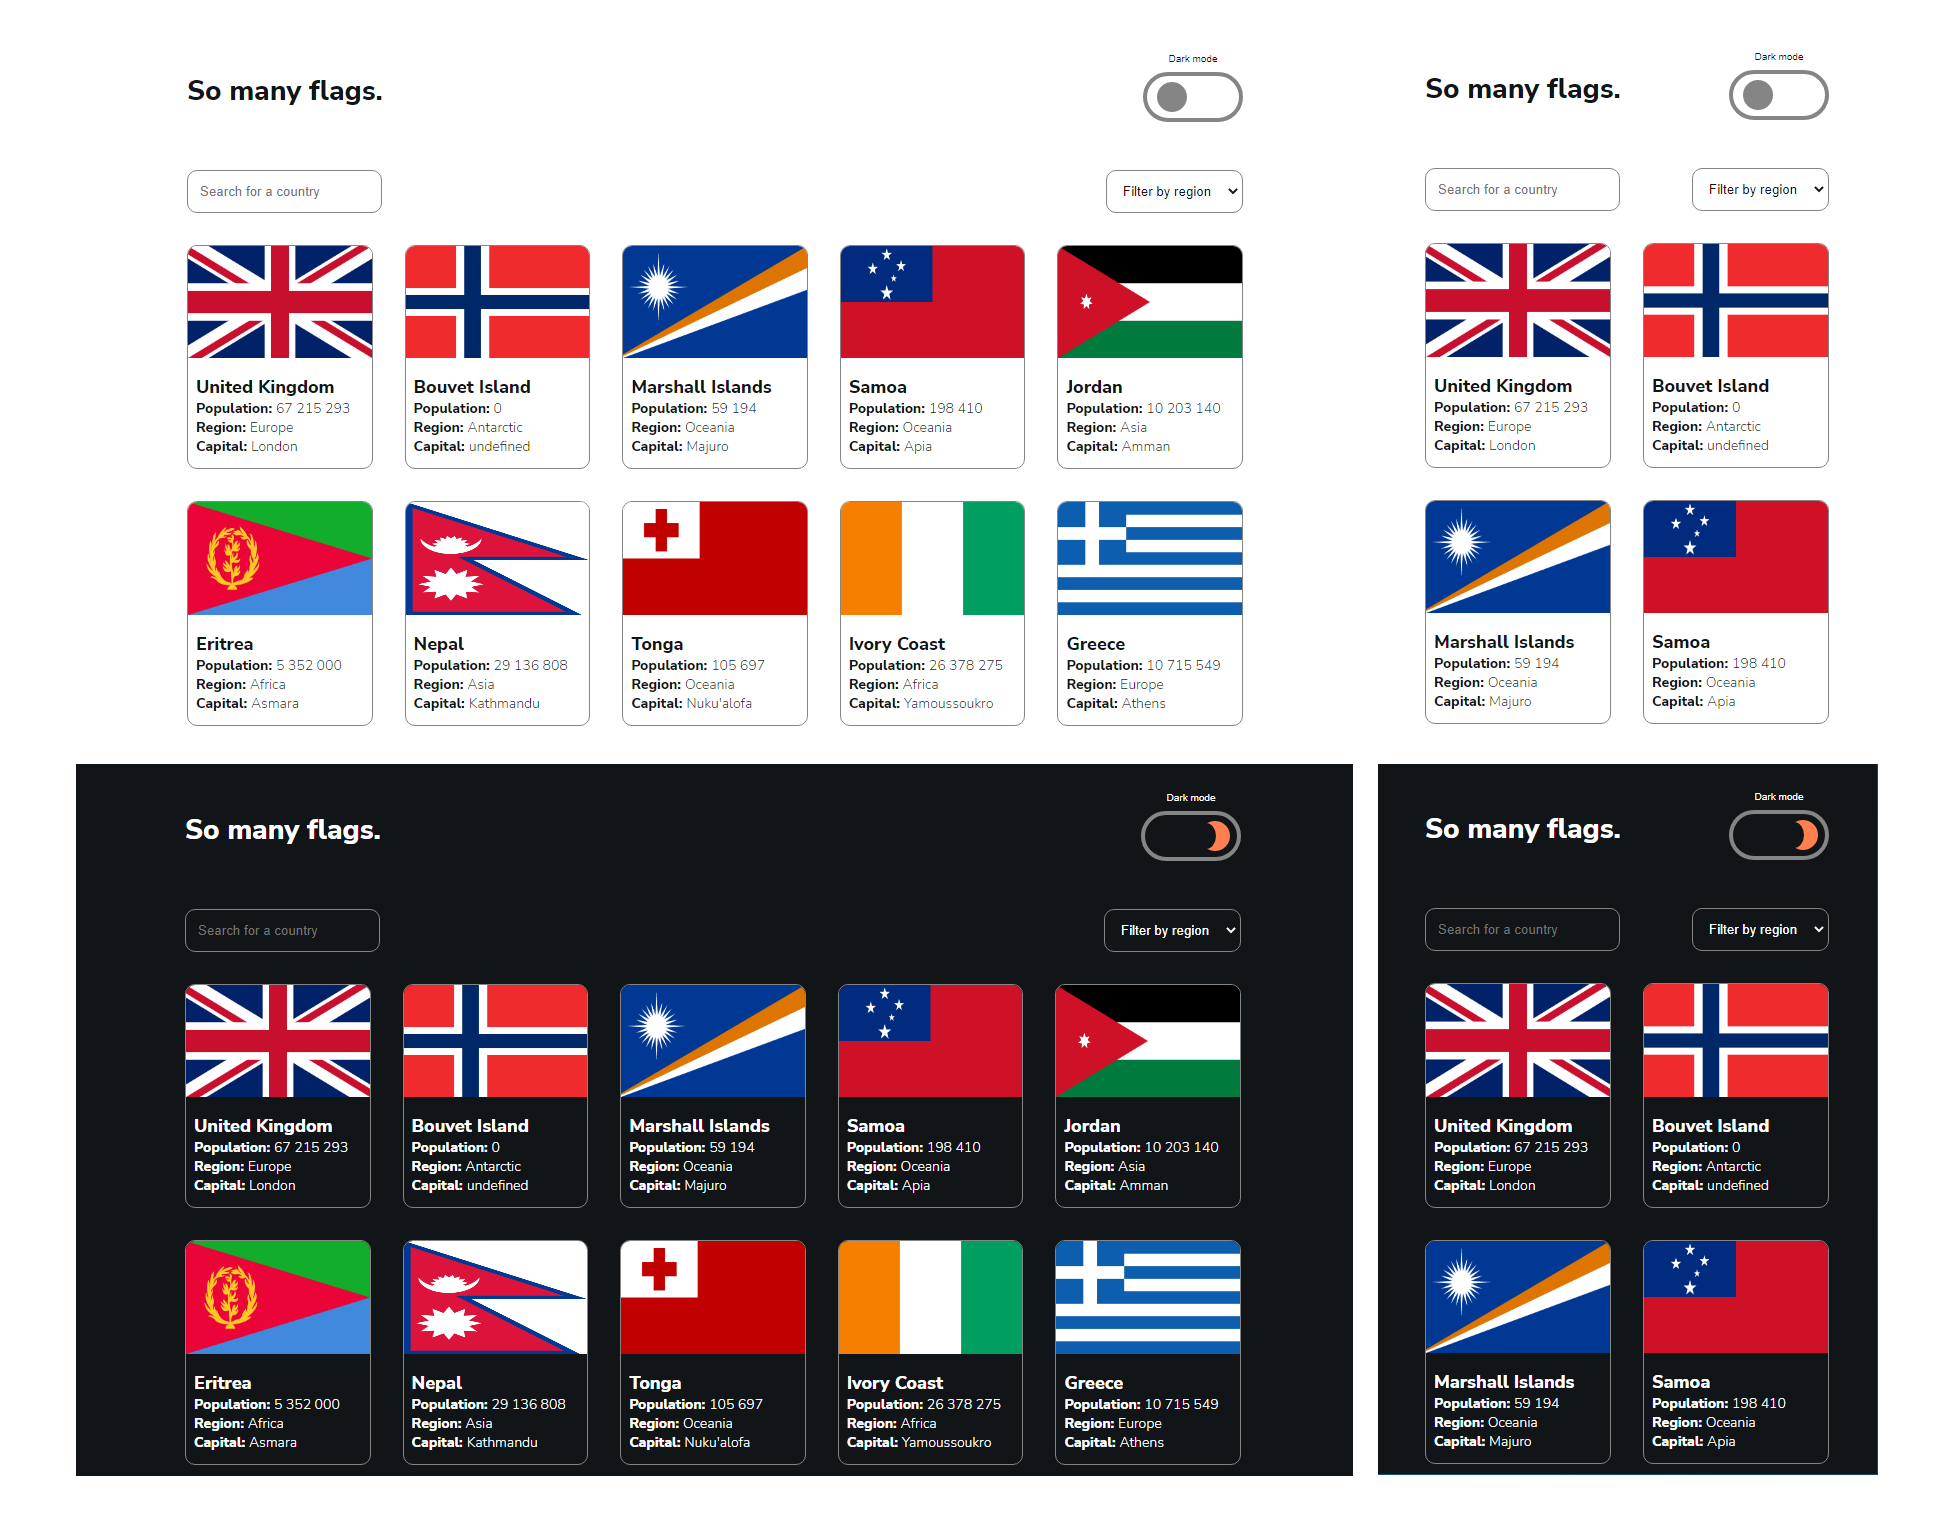 Dark mode
So many flags.
Search for a country
Filter by region
United Kingdom
Population: 67 215 293
Region: Europe
Capital: London
Bouvet Island
Population: 0
Region: Antarctic
Capital: undefined
Marshall Islands
Population: 59 194
Region: Oceania
Capital: Majuro
Samoa
Population: 198 410
Region: Oceania
Capital: Apia
Jordan
Population: 10 203 140
Region: Asia
Capital: Amman
Eritrea
Population: 5 352 000
Region: Africa
Capital: Asmara
Nepal
Population: 29 136 808
Region: Asia
Capital: Kathmandu
Tonga
Population: 105 697
Region: Oceania
Capital: Nuku'alofa
Ivory Coast
Population: 26 378 275
Region: Africa
Capital: Yamoussoukro
Greece
Population: 10 715 549
Region: Europe
Capital: Athens
Dark mode
So many flags.
Search for a country
Filter by region
United Kingdom
Population: 67 215 293
Region: Europe
Capital: London
Bouvet Island
Population: 0
Region: Antarctic
Capital: undefined
Marshall Islands
Population: 59 194
Region: Oceania
Capital: Majuro
Samoa
Population: 198 410
Region: Oceania
Capital: Apia
Dark mode
So many flags.
Search for a country
Filter by region
United Kingdom
Population: 67 215 293
Region: Europe
Capital: London
Bouvet Island
Population: 0
Region: Antarctic
Capital: undefined
Marshall Islands
Population: 59 194
Region: Oceania
Capital: Majuro
Samoa
Population: 198 410
Region: Oceania
Capital: Apia
Jordan
Population: 10 203 140
Region: Asia
Capital: Amman
Eritrea
Population: 5 352 000
Region: Africa
Capital: Asmara
Nepal
Population: 29 136 808
Region: Asia
Capital: Kathmandu
Tonga
Population: 105 697
Region: Oceania
Capital: Nuku'alofa
Ivory Coast
Population: 26 378 275
Region: Africa
Capital: Yamoussoukro
Greece
Population: 10 715 549
Region: Europe
Capital: Athens
Dark mode
So many flags.
Search for a country
Filter by region
United Kingdom
Population: 67 215 293
Region: Europe
Capital: London
Bouvet Island
Population: 0
Region: Antarctic
Capital: undefined
Marshall Islands
Population: 59 194
Region: Oceania
Capital: Majuro
Samoa
Population: 198 410
Region: Oceania
Capital: Apia